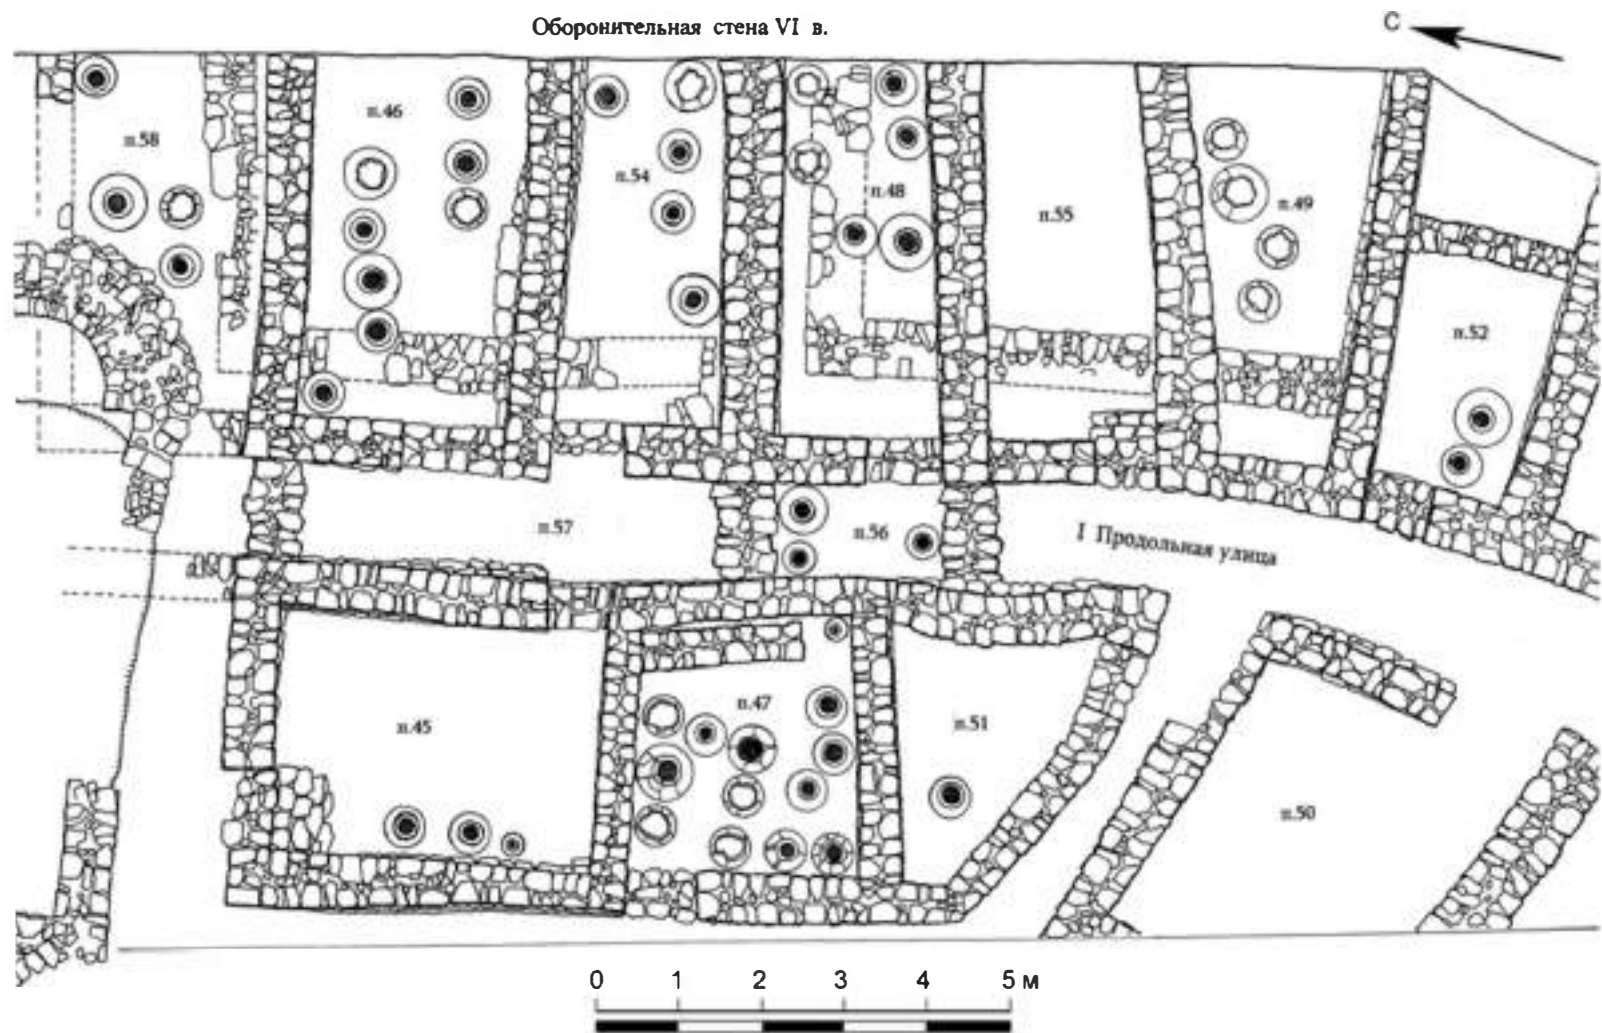 Оборонительная стена VI в.
С
п.58
п.46
п.54
п.48
п.55
п.49
п.52
п.57
п.56
I Продольная улица
п.45
п.47
п.51
п.50
0 1 2 3 4 5 м